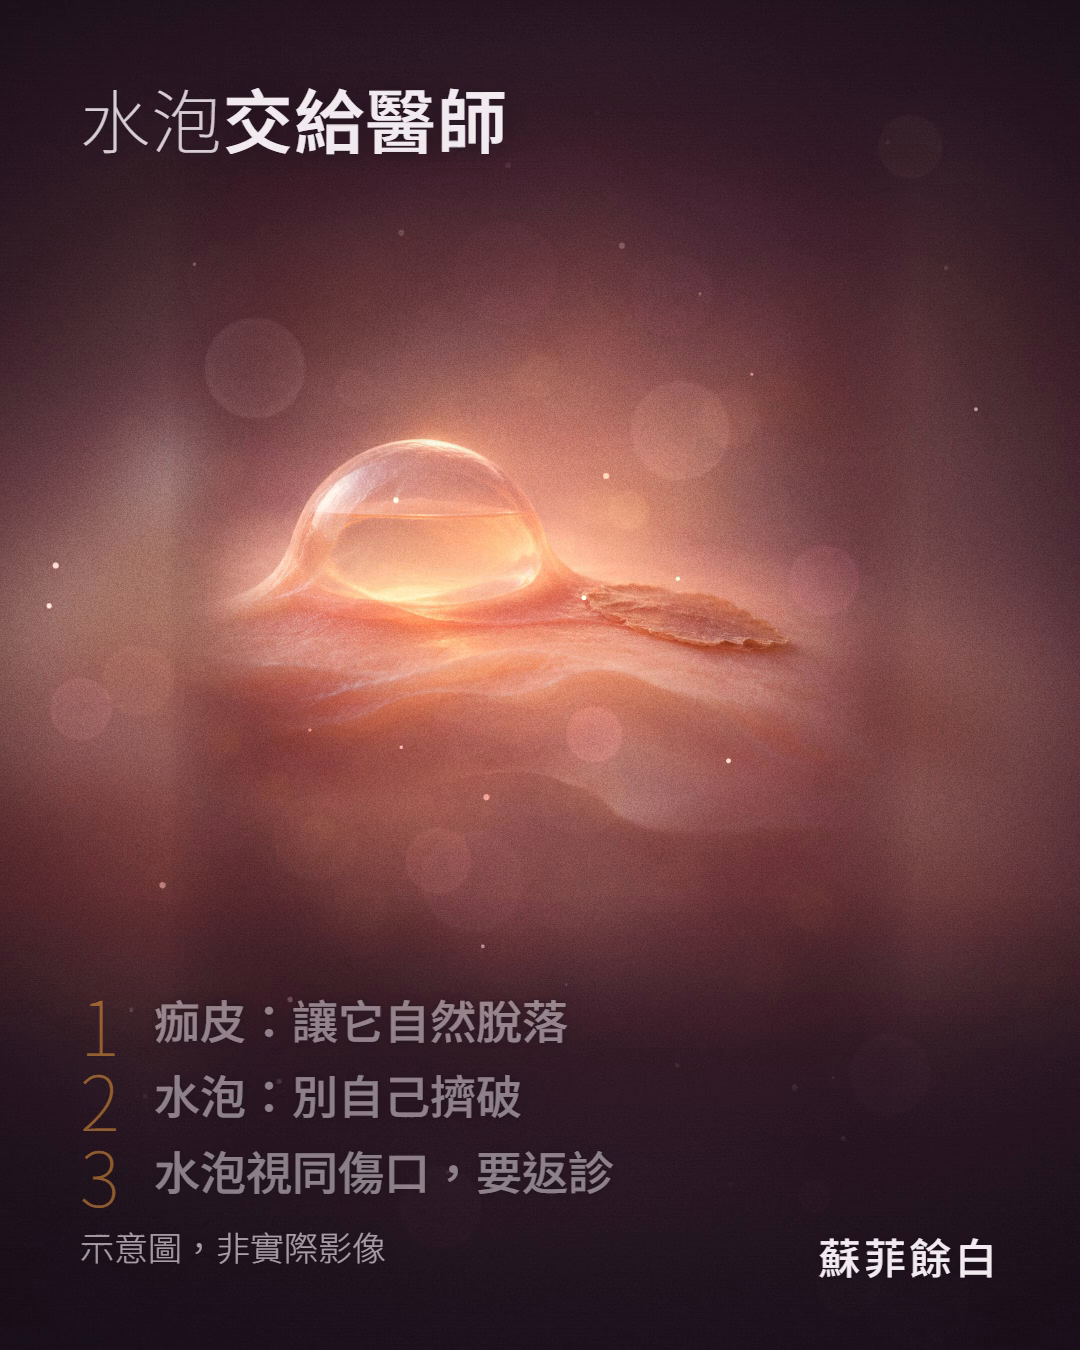 水泡交給醫師
1 痂皮：讓它自然脫落
2 水泡：別自己擠破
3 水泡視同傷口，要返診
示意圖，非實際影像
蘇菲餘白